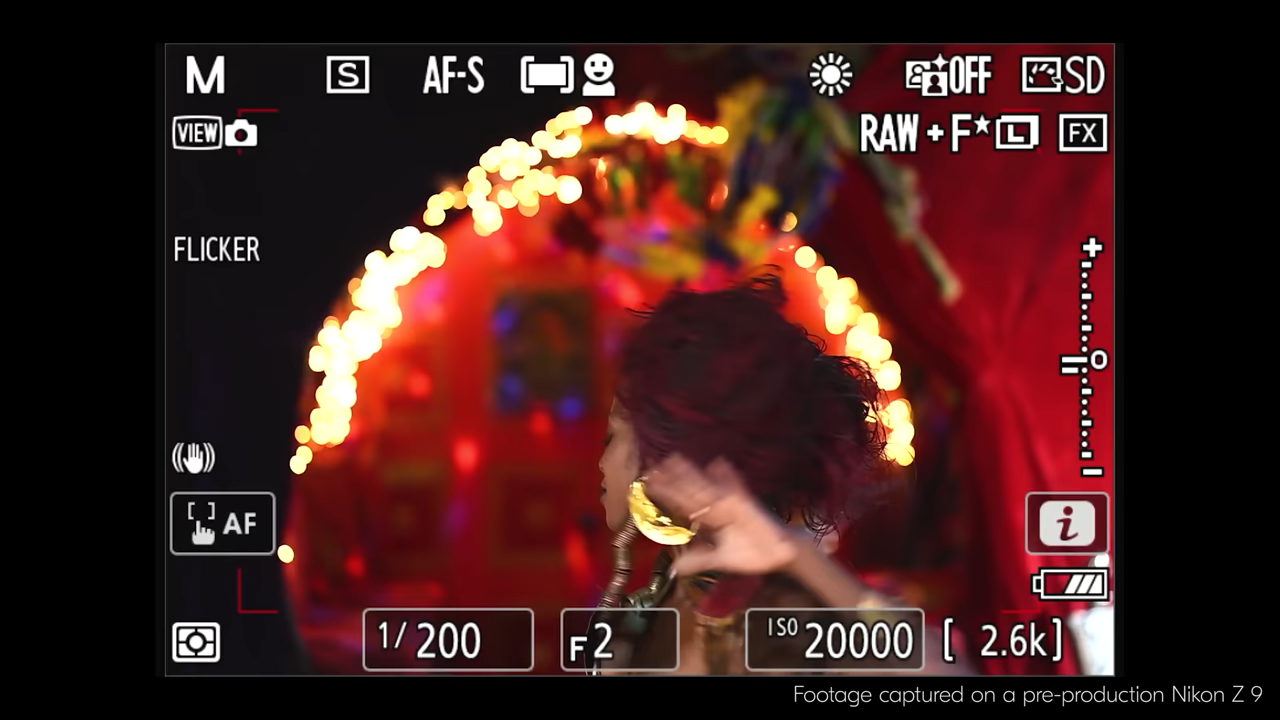 M S AF-S OFF SD
VIEW RAW + F★ L FX
FLICKER
+
0
AF i
−
1/200 F2 ISO 20000 [ 2.6k]
Footage captured on a pre-production Nikon Z 9